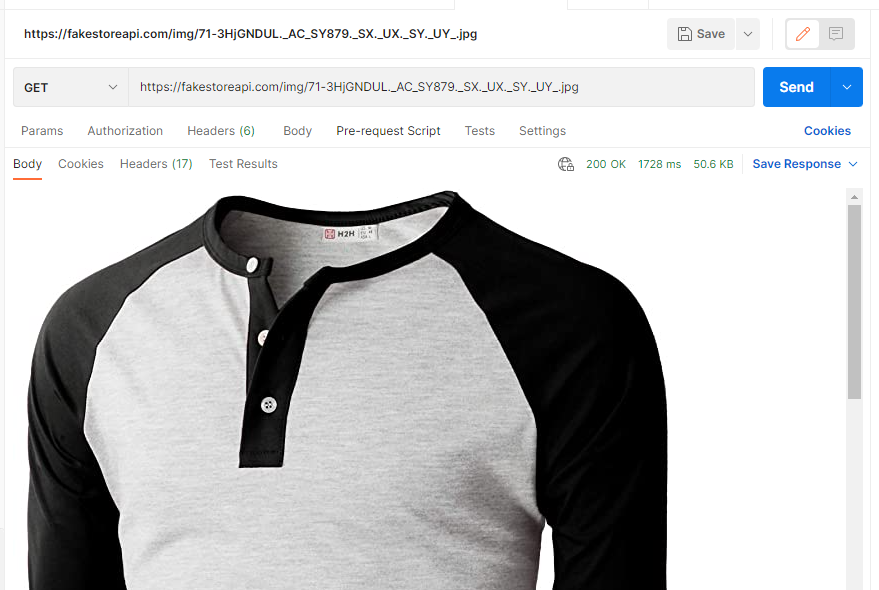 https://fakestoreapi.com/img/71-3HjGNDUL._AC_SY879._SX._UX._SY._UY_.jpg
Save
GET
https://fakestoreapi.com/img/71-3HjGNDUL._AC_SY879._SX._UX._SY._UY_.jpg
Send
Params Authorization Headers (6) Body Pre-request Script Tests Settings Cookies
Body Cookies Headers (17) Test Results 200 OK 1728 ms 50.6 KB Save Response
H2H